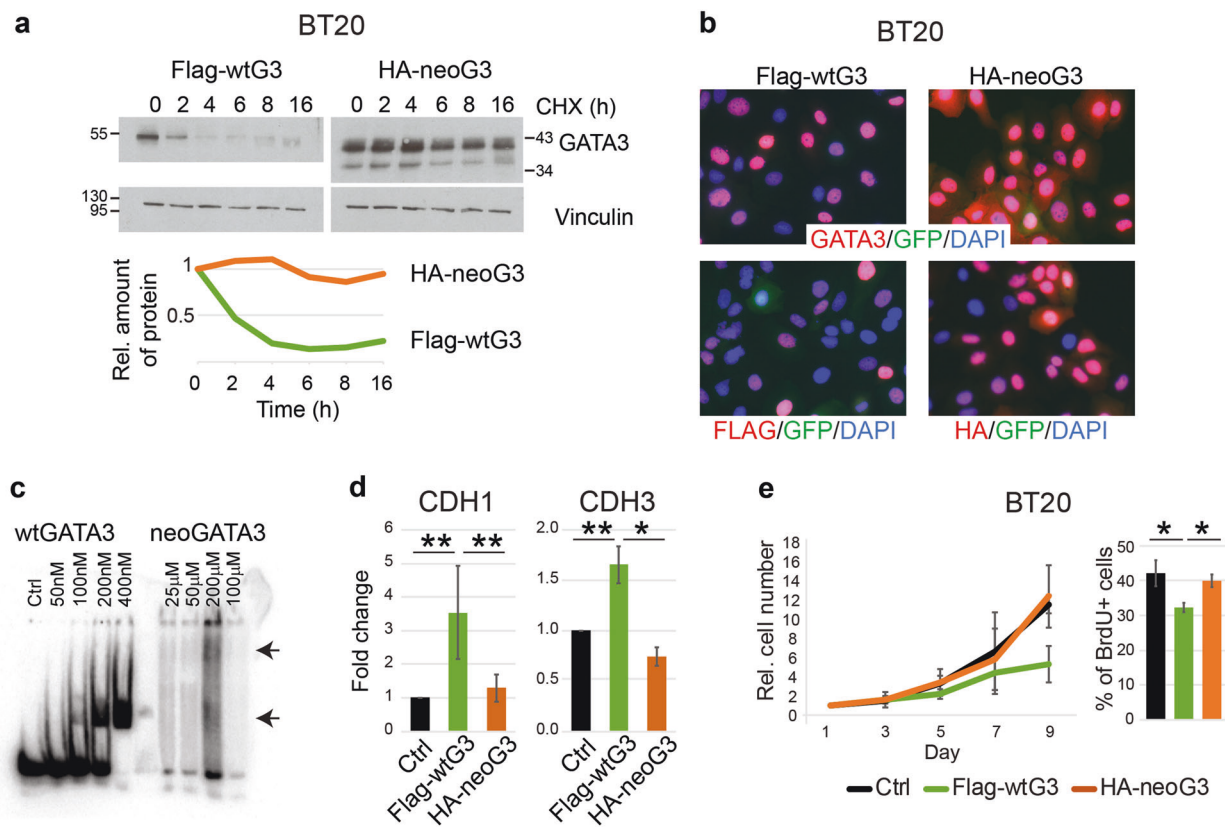 a
BT20
Flag-wtG3 HA-neoG3
0 2 4 6 8 16 0 2 4 6 8 16 CHX (h)
55 43
GATA3
34
130
95
Vinculin
Rel. amount of protein
1
0.5
HA-neoG3
Flag-wtG3
0 2 4 6 8 16
Time (h)
b
BT20
Flag-wtG3 HA-neoG3
GATA3/GFP/DAPI
FLAG/GFP/DAPI HA/GFP/DAPI
c
wtGATA3 neoGATA3
Ctrl 50nM 100nM 200nM 400nM 25µM 50µM 200µM 100µM
d
CDH1
Fold change
6
5
4
3
2
1
0
** **
Ctrl Flag-wtG3 HA-neoG3
CDH3
2.0
1.5
1.0
0.5
0.0
** *
Ctrl Flag-wtG3 HA-neoG3
e
BT20
Rel. cell number
18
16
14
12
10
8
6
4
2
0
1 3 5 7 9
Day
% of BrdU+ cells
50
40
30
20
10
0
* *
Ctrl Flag-wtG3 HA-neoG3